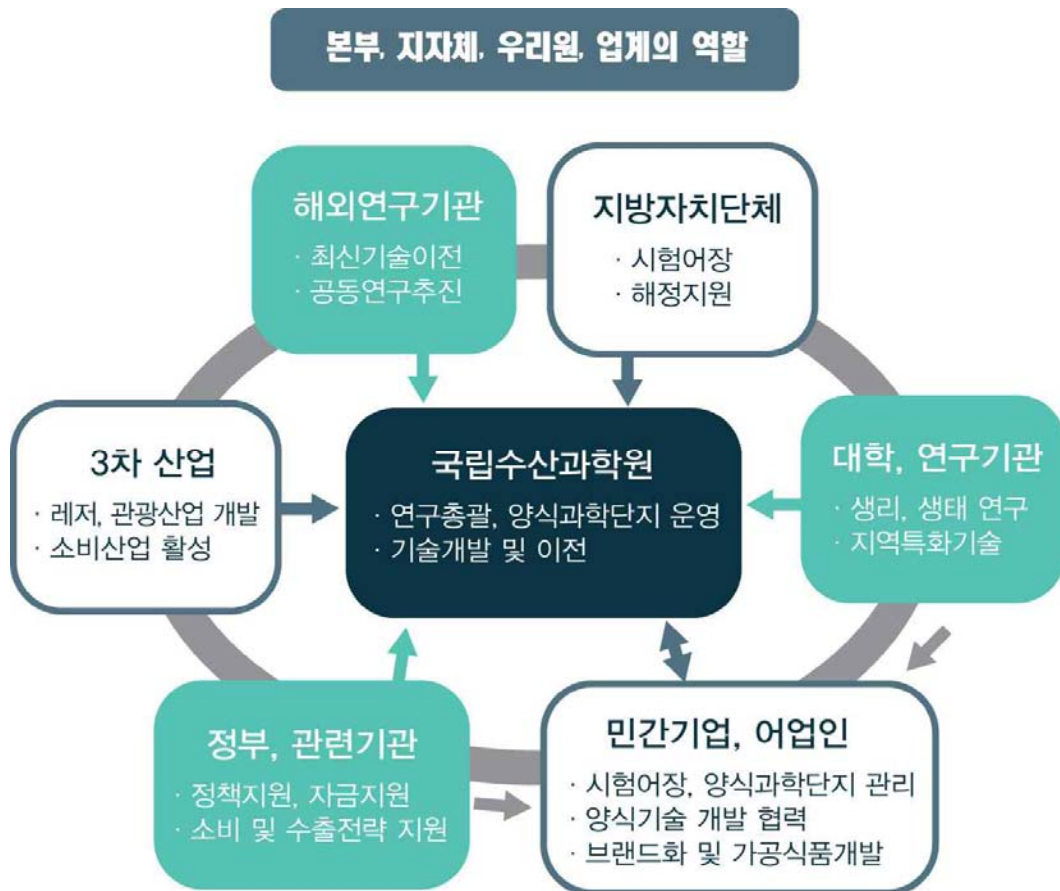 본부, 지자체, 우리원, 업계의 역할
해외연구기관
· 최신기술이전
· 공동연구추진
지방자치단체
· 시험어장
· 해정지원
3차 산업
· 레저, 관광산업 개발
· 소비산업 활성
국립수산과학원
· 연구총괄, 양식과학단지 운영
· 기술개발 및 이전
대학, 연구기관
· 생리, 생태 연구
· 지역특화기술
정부, 관련기관
· 정책지원, 자금지원
· 소비 및 수출전략 지원
민간기업, 어업인
· 시험어장, 양식과학단지 관리
· 양식기술 개발 협력
· 브랜드화 및 가공식품개발